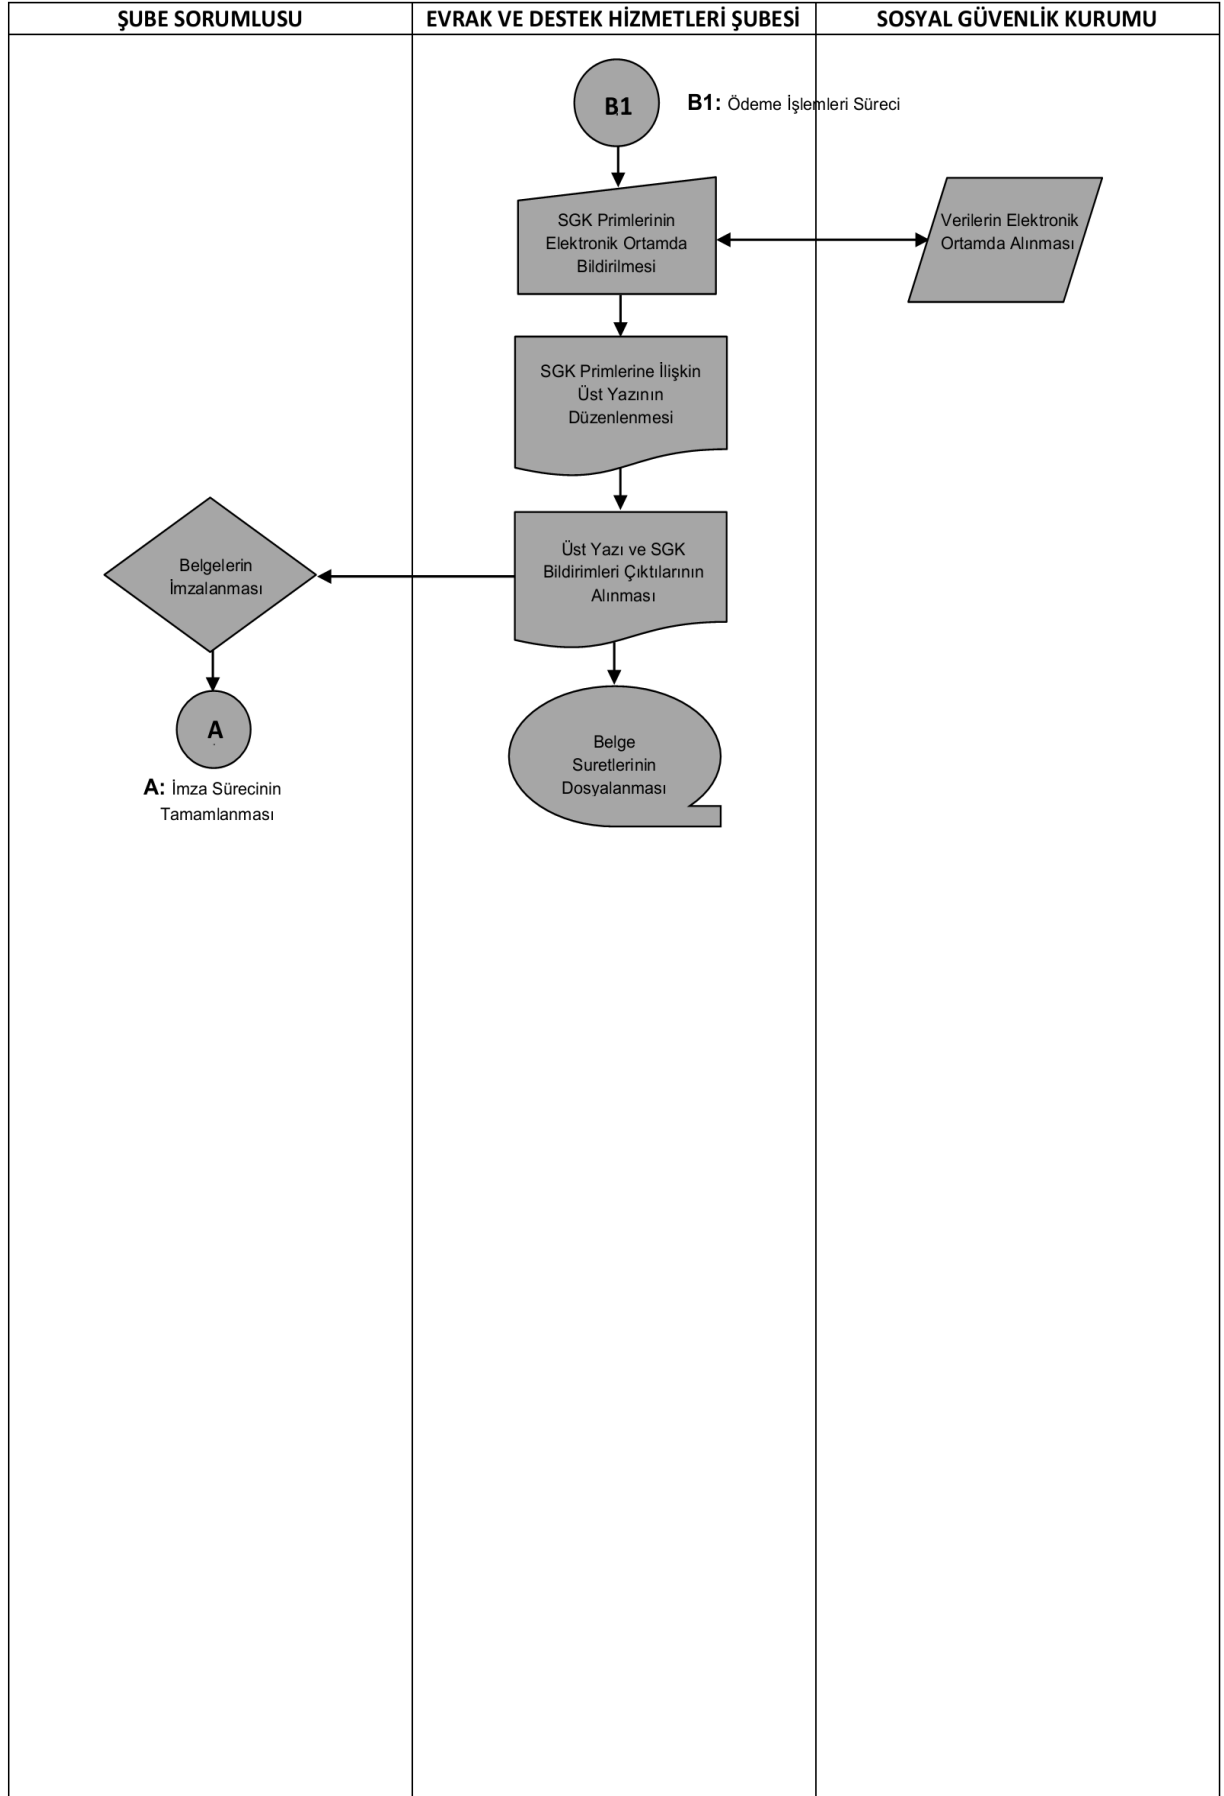 ŞUBE SORUMLUSU
EVRAK VE DESTEK HİZMETLERİ ŞUBESİ
SOSYAL GÜVENLİK KURUMU
B1
B1: Ödeme İşlemleri Süreci
SGK Primlerinin
Elektronik Ortamda
Bildirilmesi
Verilerin Elektronik
Ortamda Alınması
SGK Primlerine İlişkin
Üst Yazının
Düzenlenmesi
Belgelerin
İmzalanması
Üst Yazı ve SGK
Bildirimleri Çıktılarının
Alınması
A
A: İmza Sürecinin
Tamamlanması
Belge
Suretlerinin
Dosyalanması